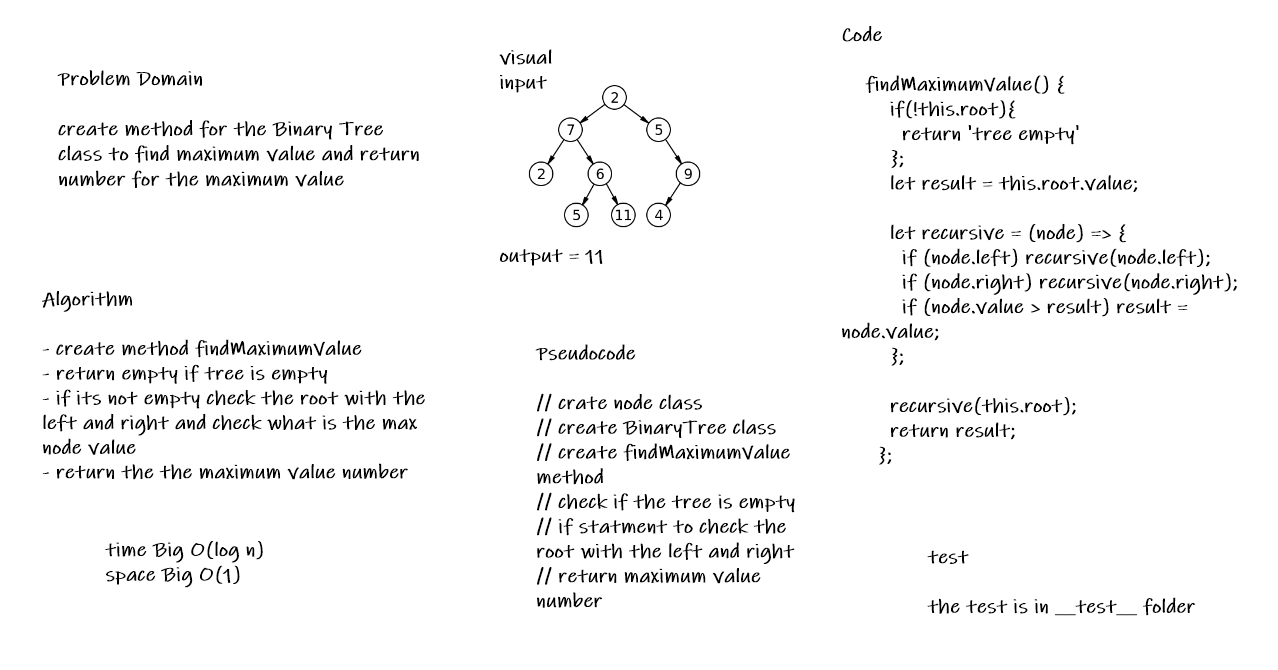 Problem Domain
create method for the Binary Tree
class to find maximum value and return
number for the maximum value
Algorithm
- create method findMaximumValue
- return empty if tree is empty
- if its not empty check the root with the
left and right and check what is the max
node value
- return the the maximum value number
time Big O(log n)
space Big O(1)
visual
input
2
7
5
2
6
9
5
11
4
output = 11
Pseudocode
// crate node class
// create BinaryTree class
// create findMaximumValue
method
// check if the tree is empty
// if statment to check the
root with the left and right
// return maximum value
number
Code
findMaximumValue() {
if(!this.root){
return 'tree empty'
};
let result = this.root.value;
let recursive = (node) => {
if (node.left) recursive(node.left);
if (node.right) recursive(node.right);
if (node.value > result) result =
node.value;
};
recursive(this.root);
return result;
};
test
the test is in __test__ folder